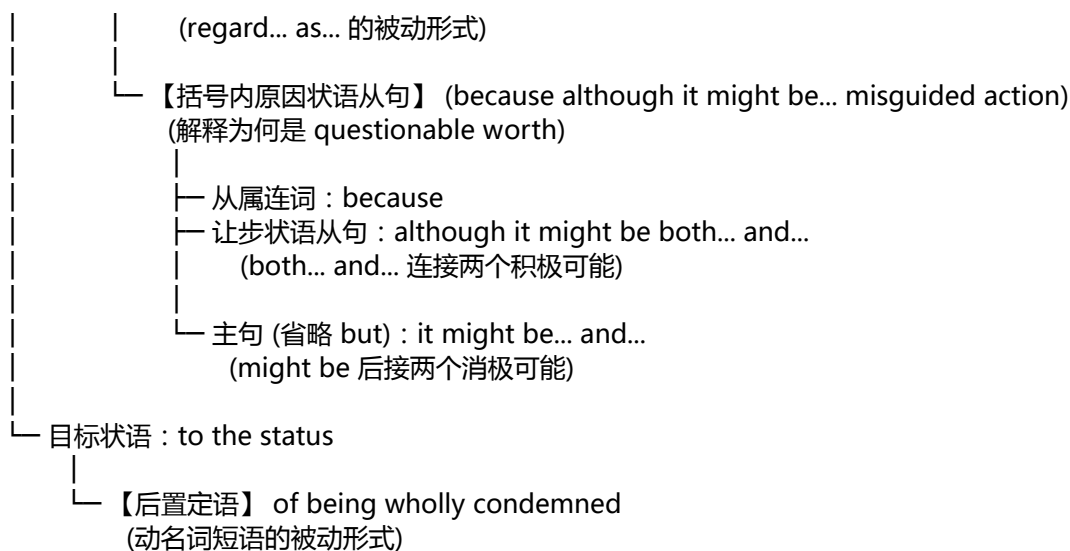 (regard... as... 的被动形式)
【括号内原因状语从句】 (because although it might be... misguided action)
(解释为何是 questionable worth)
从属连词：because
让步状语从句：although it might be both... and...
(both... and... 连接两个积极可能)
主句 (省略 but)：it might be... and...
(might be 后接两个消极可能)
目标状语：to the status
【后置定语】 of being wholly condemned
(动名词短语的被动形式)